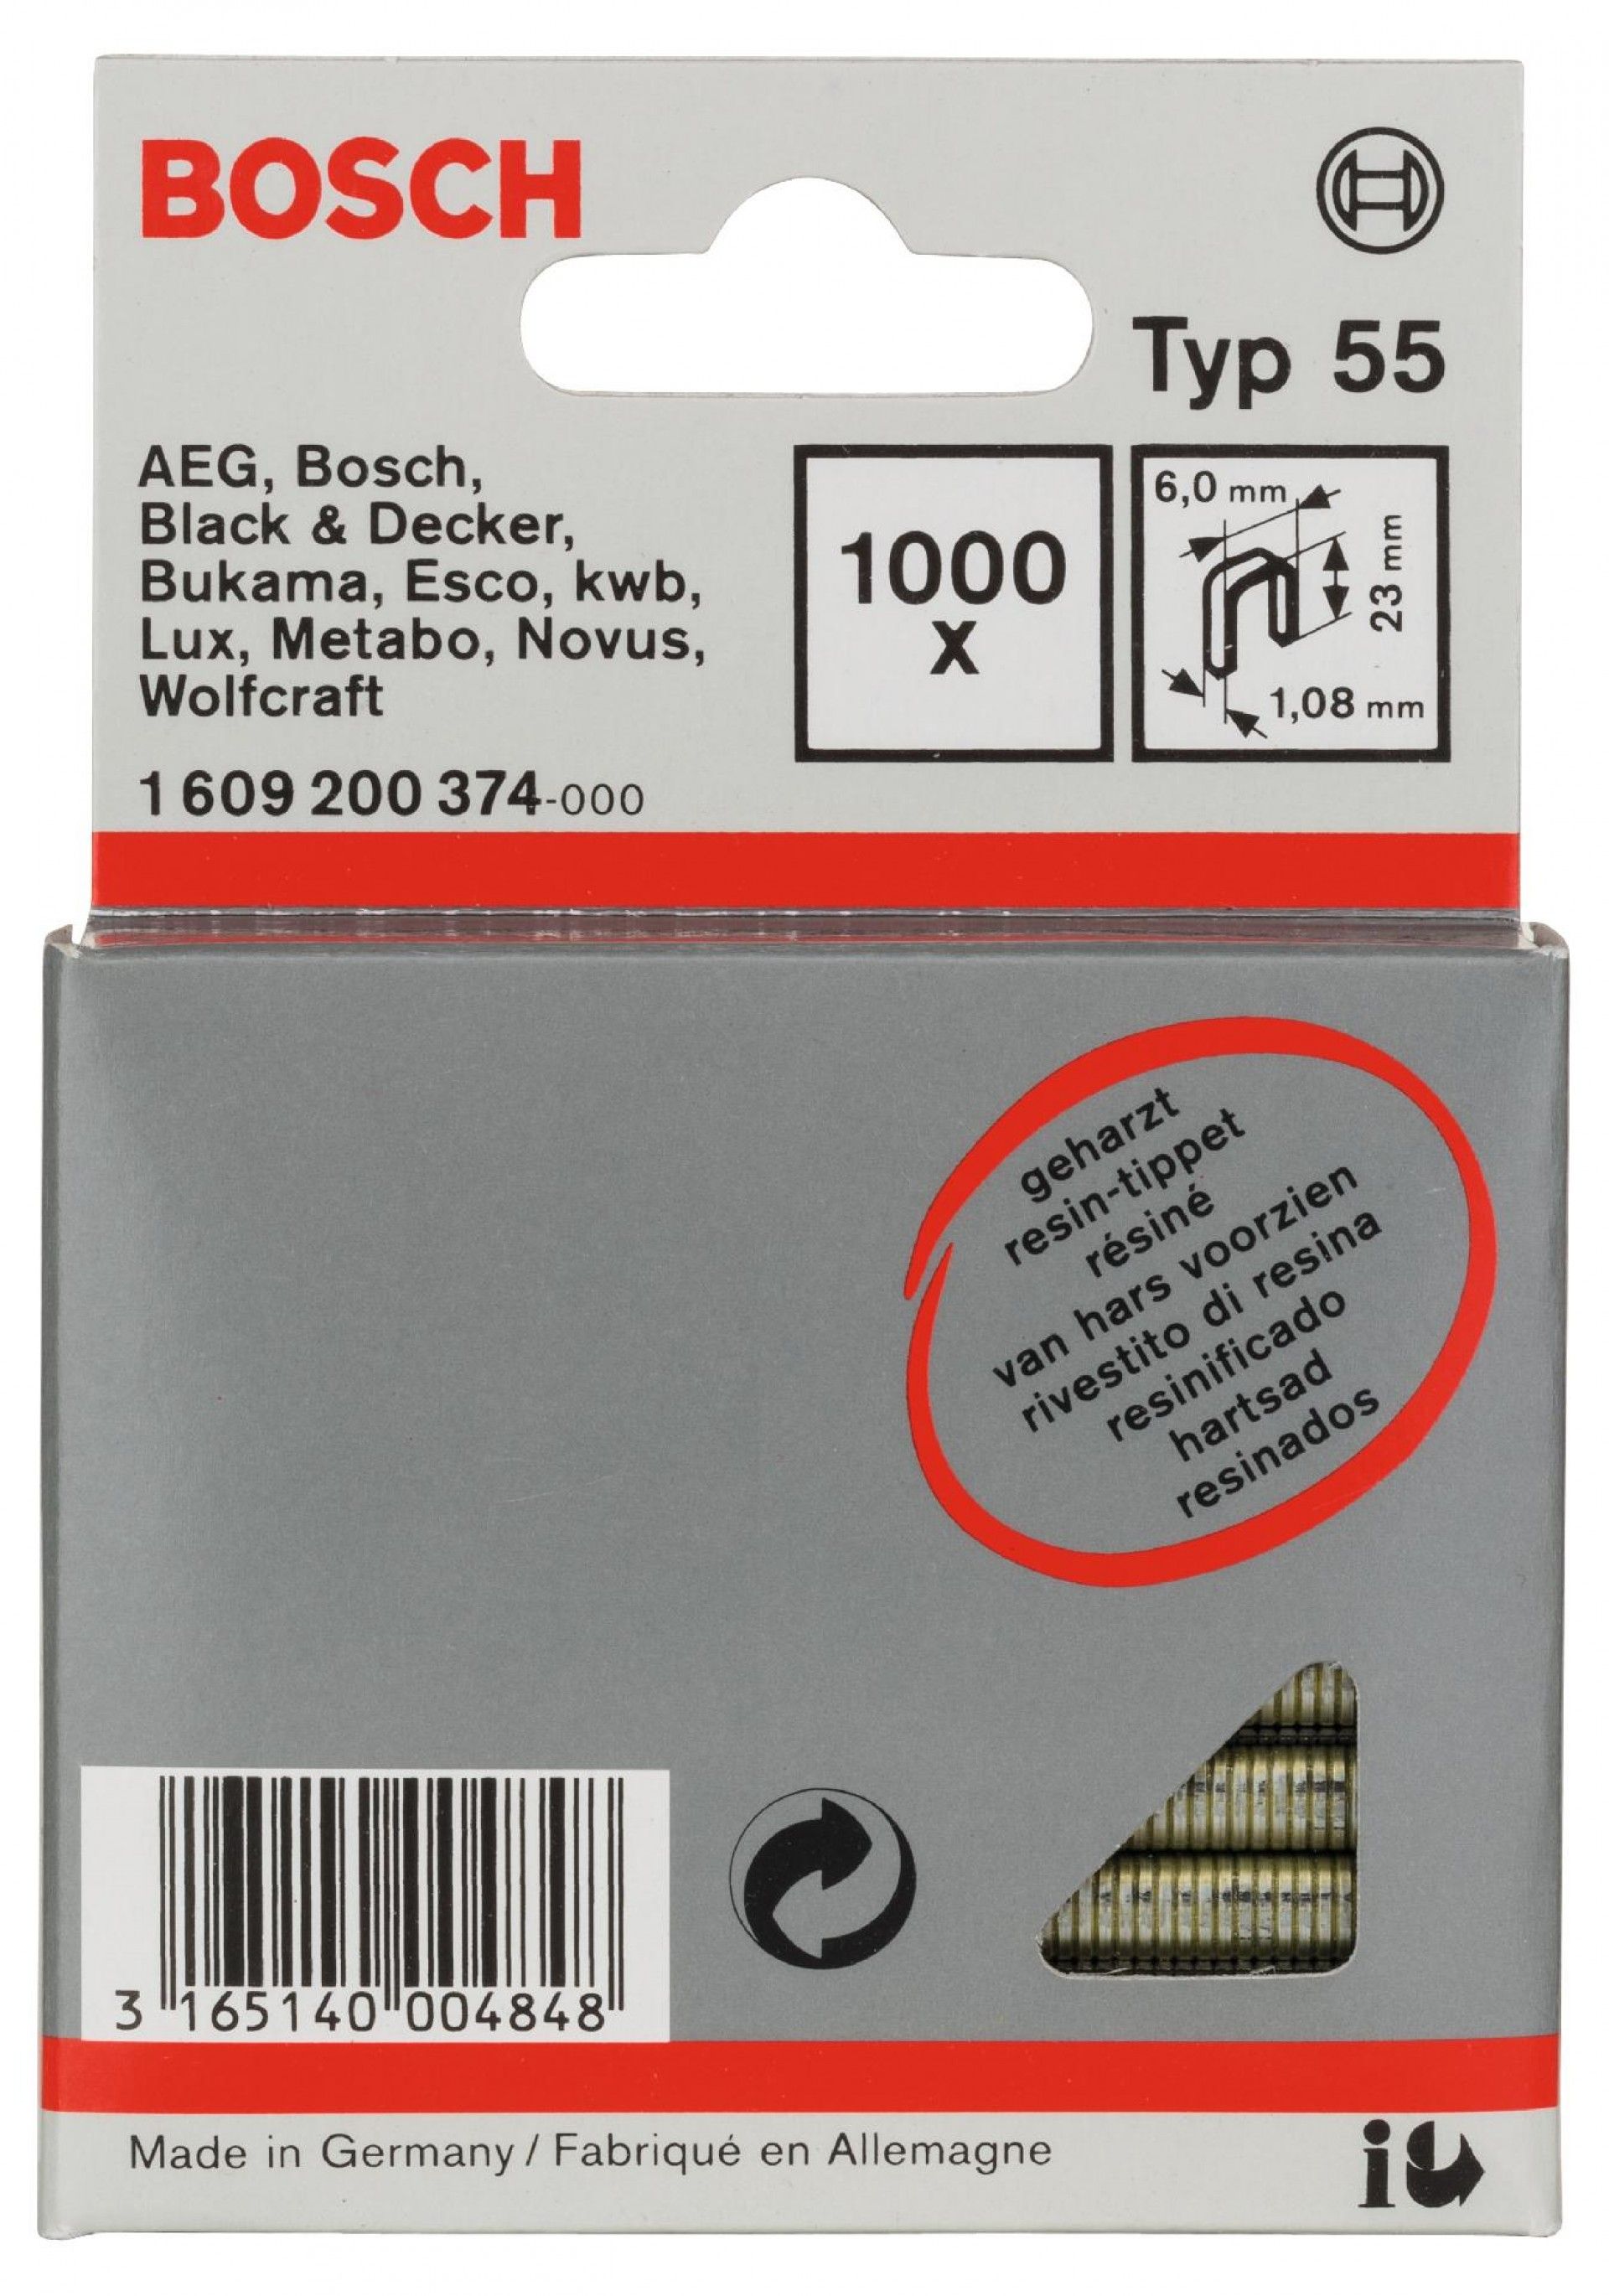 BOSCH
Typ 55
AEG, Bosch,
Black & Decker,
Bukama, Esco, kwb,
Lux, Metabo, Novus,
Wolfcraft
1000
x
6,0 mm
23 mm
1,08 mm
1 609 200 374-000
geharzt
resin-tippet
résiné
van hars voorzien
rivestito di resina
resinificado
hartsad
resinados
3 165140 004848
Made in Germany / Fabriqué en Allemagne